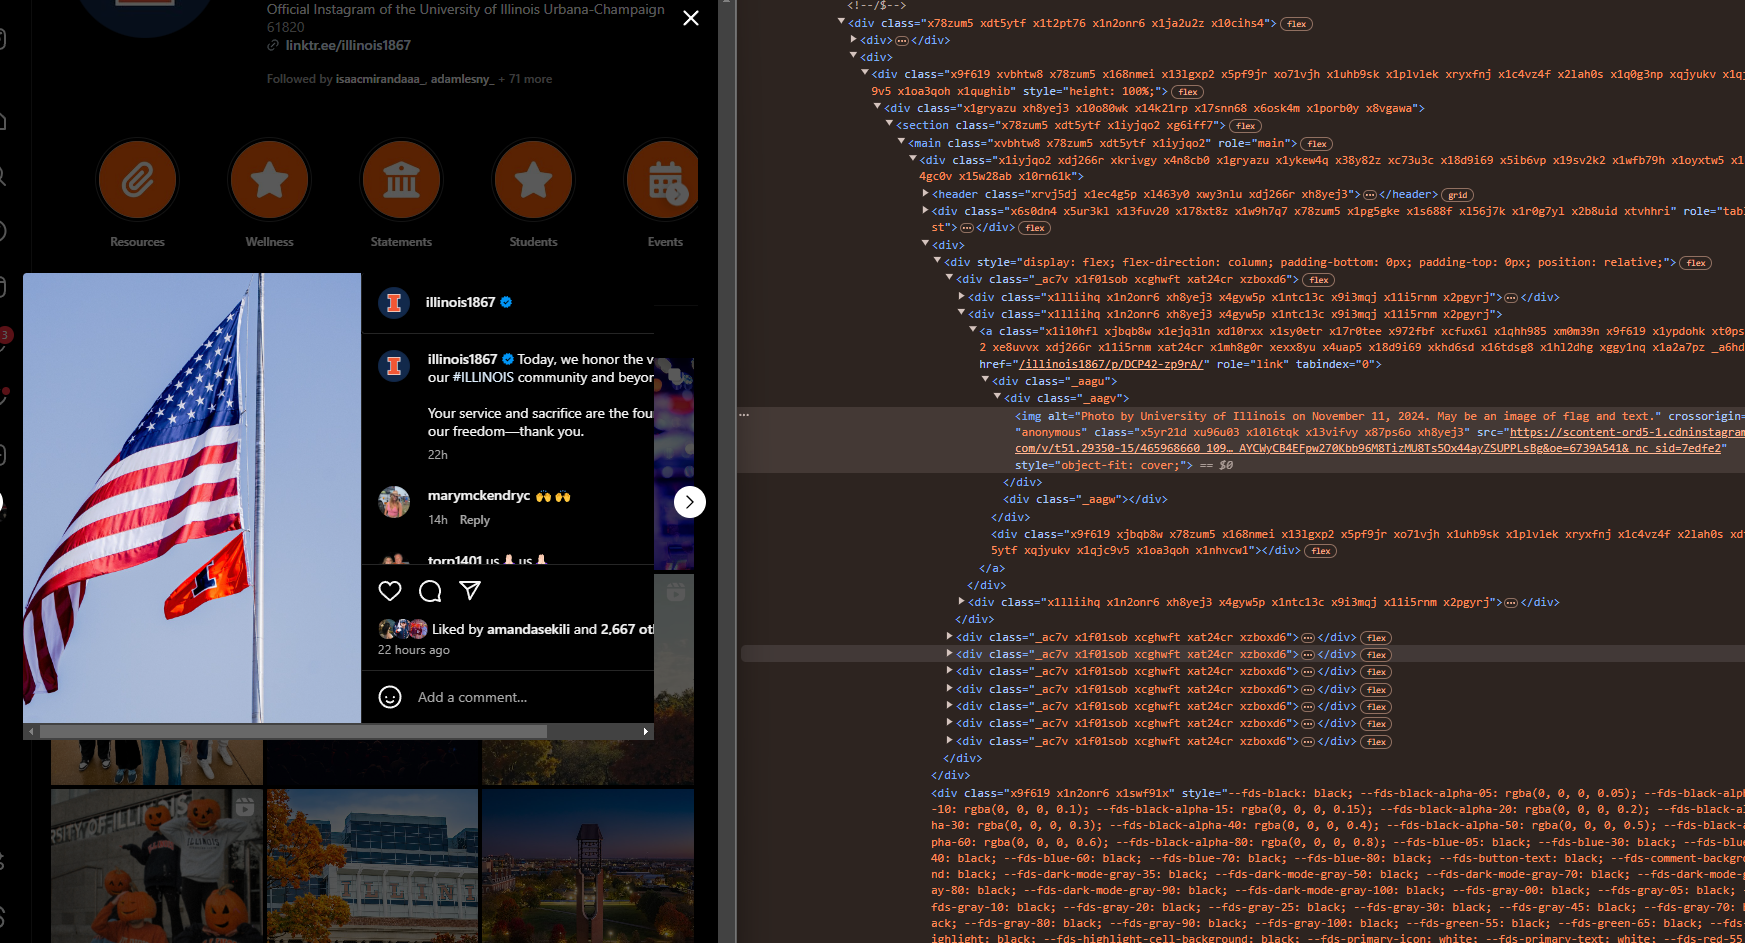 Official Instagram of the University of Illinois Urbana-Champaign
61820
linktr.ee/illinois1867
Followed by isaacmirandaaa_, adamlesny_ + 71 more
Resources
Wellness
Statements
Students
Events
3
illinois1867
illinois1867 Today, we honor the v
our #ILLINOIS community and beyon
Your service and sacrifice are the fou
our freedom—thank you.
22h
marymckendryc 🙌 🙌
14h Reply
torn1401 us 👆🏻 us 👆🏻
Liked by amandasekili and 2,667 oth
22 hours ago
Add a comment...
<!--/$-->
<div class="x78zum5 xdt5ytf x1t2pt76 x1n2onr6 x1ja2u2z x10cihs4"> flex
<div> ⋯ </div>
<div>
<div class="x9f619 xvbhtw8 x78zum5 x168nmei x13lgxp2 x5pf9jr xo71vjh x1uhb9sk x1plvlek xryxfnj x1c4vz4f x2lah0s x1q0g3np xqjyukv x1qj
9v5 x1oa3qoh x1qughib" style="height: 100%;"> flex
<div class="x1gryazu xh8yej3 x10o80wk x14k21rp x17snn68 x6osk4m x1porb0y x8vgawa">
<section class="x78zum5 xdt5ytf x1iyjqo2 xg6iff7"> flex
<main class="xvbhtw8 x78zum5 xdt5ytf x1iyjqo2" role="main"> flex
<div class="x1iyjqo2 xdj266r xkrivgy x4n8cb0 x1gryazu x1ykew4q x38y82z xc73u3c x18d9i69 x5ib6vp x19sv2k2 x1wfb79h x1oyxtw5 x1
4gc0v x15w28ab x10rn61k">
<header class="xrvj5dj x1ec4g5p xl463y0 xwy3nlu xdj266r xh8yej3"> ⋯ </header> grid
<div class="x6s0dn4 x5ur3kl x13fuv20 x178xt8z x1w9h7q7 x78zum5 x1pg5gke x1s688f xl56j7k x1r0g7yl x2b8uid xtvhhri" role="tabl
st"> ⋯ </div> flex
<div>
<div style="display: flex; flex-direction: column; padding-bottom: 0px; padding-top: 0px; position: relative;"> flex
<div class="_ac7v x1f01sob xcghwft xat24cr xzboxd6"> flex
<div class="x1lliihq x1n2onr6 xh8yej3 x4gyw5p x1ntc13c x9i3mqj x11i5rnm x2pgyrj"> ⋯ </div>
<div class="x1lliihq x1n2onr6 xh8yej3 x4gyw5p x1ntc13c x9i3mqj x11i5rnm x2pgyrj">
<a class="x1i10hfl xjbqb8w x1ejq31n xd10rxx x1sy0etr x17r0tee x972fbf xcfux6l x1qhh985 xm0m39n x9f619 x1ypdohk xt0ps
2 xe8uvvx xdj266r x11i5rnm xat24cr x1mh8g0r xexx8yu x4uap5 x18d9i69 xkhd6sd x16tdsg8 x1hl2dhg xggy1nq x1a2a7pz _a6hd
href="/illinois1867/p/DCP42-zp9rA/" role="link" tabindex="0">
<div class="_aagu">
<div class="_aagv">
...
<img alt="Photo by University of Illinois on November 11, 2024. May be an image of flag and text." crossorigin=
"anonymous" class="x5yr21d xu96u03 x10l6tqk x13vifvy x87ps6o xh8yej3" src="https://scontent-ord5-1.cdninstagram
com/v/t51.29350-15/465968660_109… AYCWyCB4EFpw270Kbb96M8TizMU8Ts5Ox44ayZSUPPLsBg&oe=6739A541&_nc_sid=7edfe2"
style="object-fit: cover;"> == $0
</div>
<div class="_aagw"></div>
</div>
<div class="x9f619 xjbqb8w x78zum5 x168nmei x13lgxp2 x5pf9jr xo71vjh x1uhb9sk x1plvlek xryxfnj x1c4vz4f x2lah0s xdt
5ytf xqjyukv x1qjc9v5 x1oa3qoh x1nhvcw1"></div> flex
</a>
</div>
<div class="x1lliihq x1n2onr6 xh8yej3 x4gyw5p x1ntc13c x9i3mqj x11i5rnm x2pgyrj"> ⋯ </div>
</div>
<div class="_ac7v x1f01sob xcghwft xat24cr xzboxd6"> ⋯ </div> flex
<div class="_ac7v x1f01sob xcghwft xat24cr xzboxd6"> ⋯ </div> flex
<div class="_ac7v x1f01sob xcghwft xat24cr xzboxd6"> ⋯ </div> flex
<div class="_ac7v x1f01sob xcghwft xat24cr xzboxd6"> ⋯ </div> flex
<div class="_ac7v x1f01sob xcghwft xat24cr xzboxd6"> ⋯ </div> flex
<div class="_ac7v x1f01sob xcghwft xat24cr xzboxd6"> ⋯ </div> flex
<div class="_ac7v x1f01sob xcghwft xat24cr xzboxd6"> ⋯ </div> flex
</div>
</div>
<div class="x9f619 x1n2onr6 x1swf91x" style="--fds-black: black; --fds-black-alpha-05: rgba(0, 0, 0, 0.05); --fds-black-alph
-10: rgba(0, 0, 0, 0.1); --fds-black-alpha-15: rgba(0, 0, 0, 0.15); --fds-black-alpha-20: rgba(0, 0, 0, 0.2); --fds-black-al
ha-30: rgba(0, 0, 0, 0.3); --fds-black-alpha-40: rgba(0, 0, 0, 0.4); --fds-black-alpha-50: rgba(0, 0, 0, 0.5); --fds-black-a
pha-60: rgba(0, 0, 0, 0.6); --fds-black-alpha-80: rgba(0, 0, 0, 0.8); --fds-blue-05: black; --fds-blue-30: black; --fds-blue
40: black; --fds-blue-60: black; --fds-blue-70: black; --fds-blue-80: black; --fds-button-text: black; --fds-comment-backgro
nd: black; --fds-dark-mode-gray-35: black; --fds-dark-mode-gray-50: black; --fds-dark-mode-gray-70: black; --fds-dark-mode-g
ay-80: black; --fds-dark-mode-gray-90: black; --fds-dark-mode-gray-100: black; --fds-gray-00: black; --fds-gray-05: black; -
fds-gray-10: black; --fds-gray-20: black; --fds-gray-25: black; --fds-gray-30: black; --fds-gray-45: black; --fds-gray-70: b
ack; --fds-gray-80: black; --fds-gray-90: black; --fds-gray-100: black; --fds-green-55: black; --fds-green-65: black; --fds-
ighlight: black; --fds-highlight-cell-background: black; --fds-primary-icon: white; --fds-primary-text: white; --fds-red-55